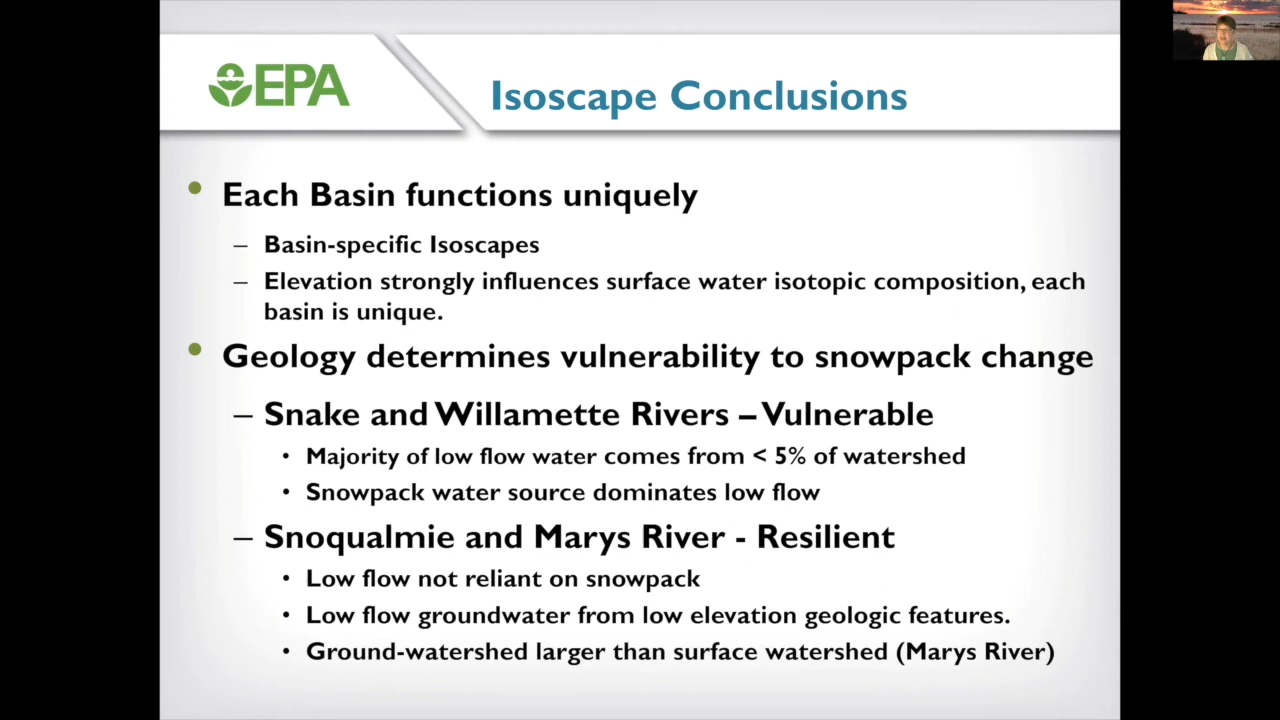 EPA
Isoscape Conclusions
• Each Basin functions uniquely
– Basin-specific Isoscapes
– Elevation strongly influences surface water isotopic composition, each
basin is unique.
• Geology determines vulnerability to snowpack change
– Snake and Willamette Rivers – Vulnerable
• Majority of low flow water comes from < 5% of watershed
• Snowpack water source dominates low flow
– Snoqualmie and Marys River - Resilient
• Low flow not reliant on snowpack
• Low flow groundwater from low elevation geologic features.
• Ground-watershed larger than surface watershed (Marys River)